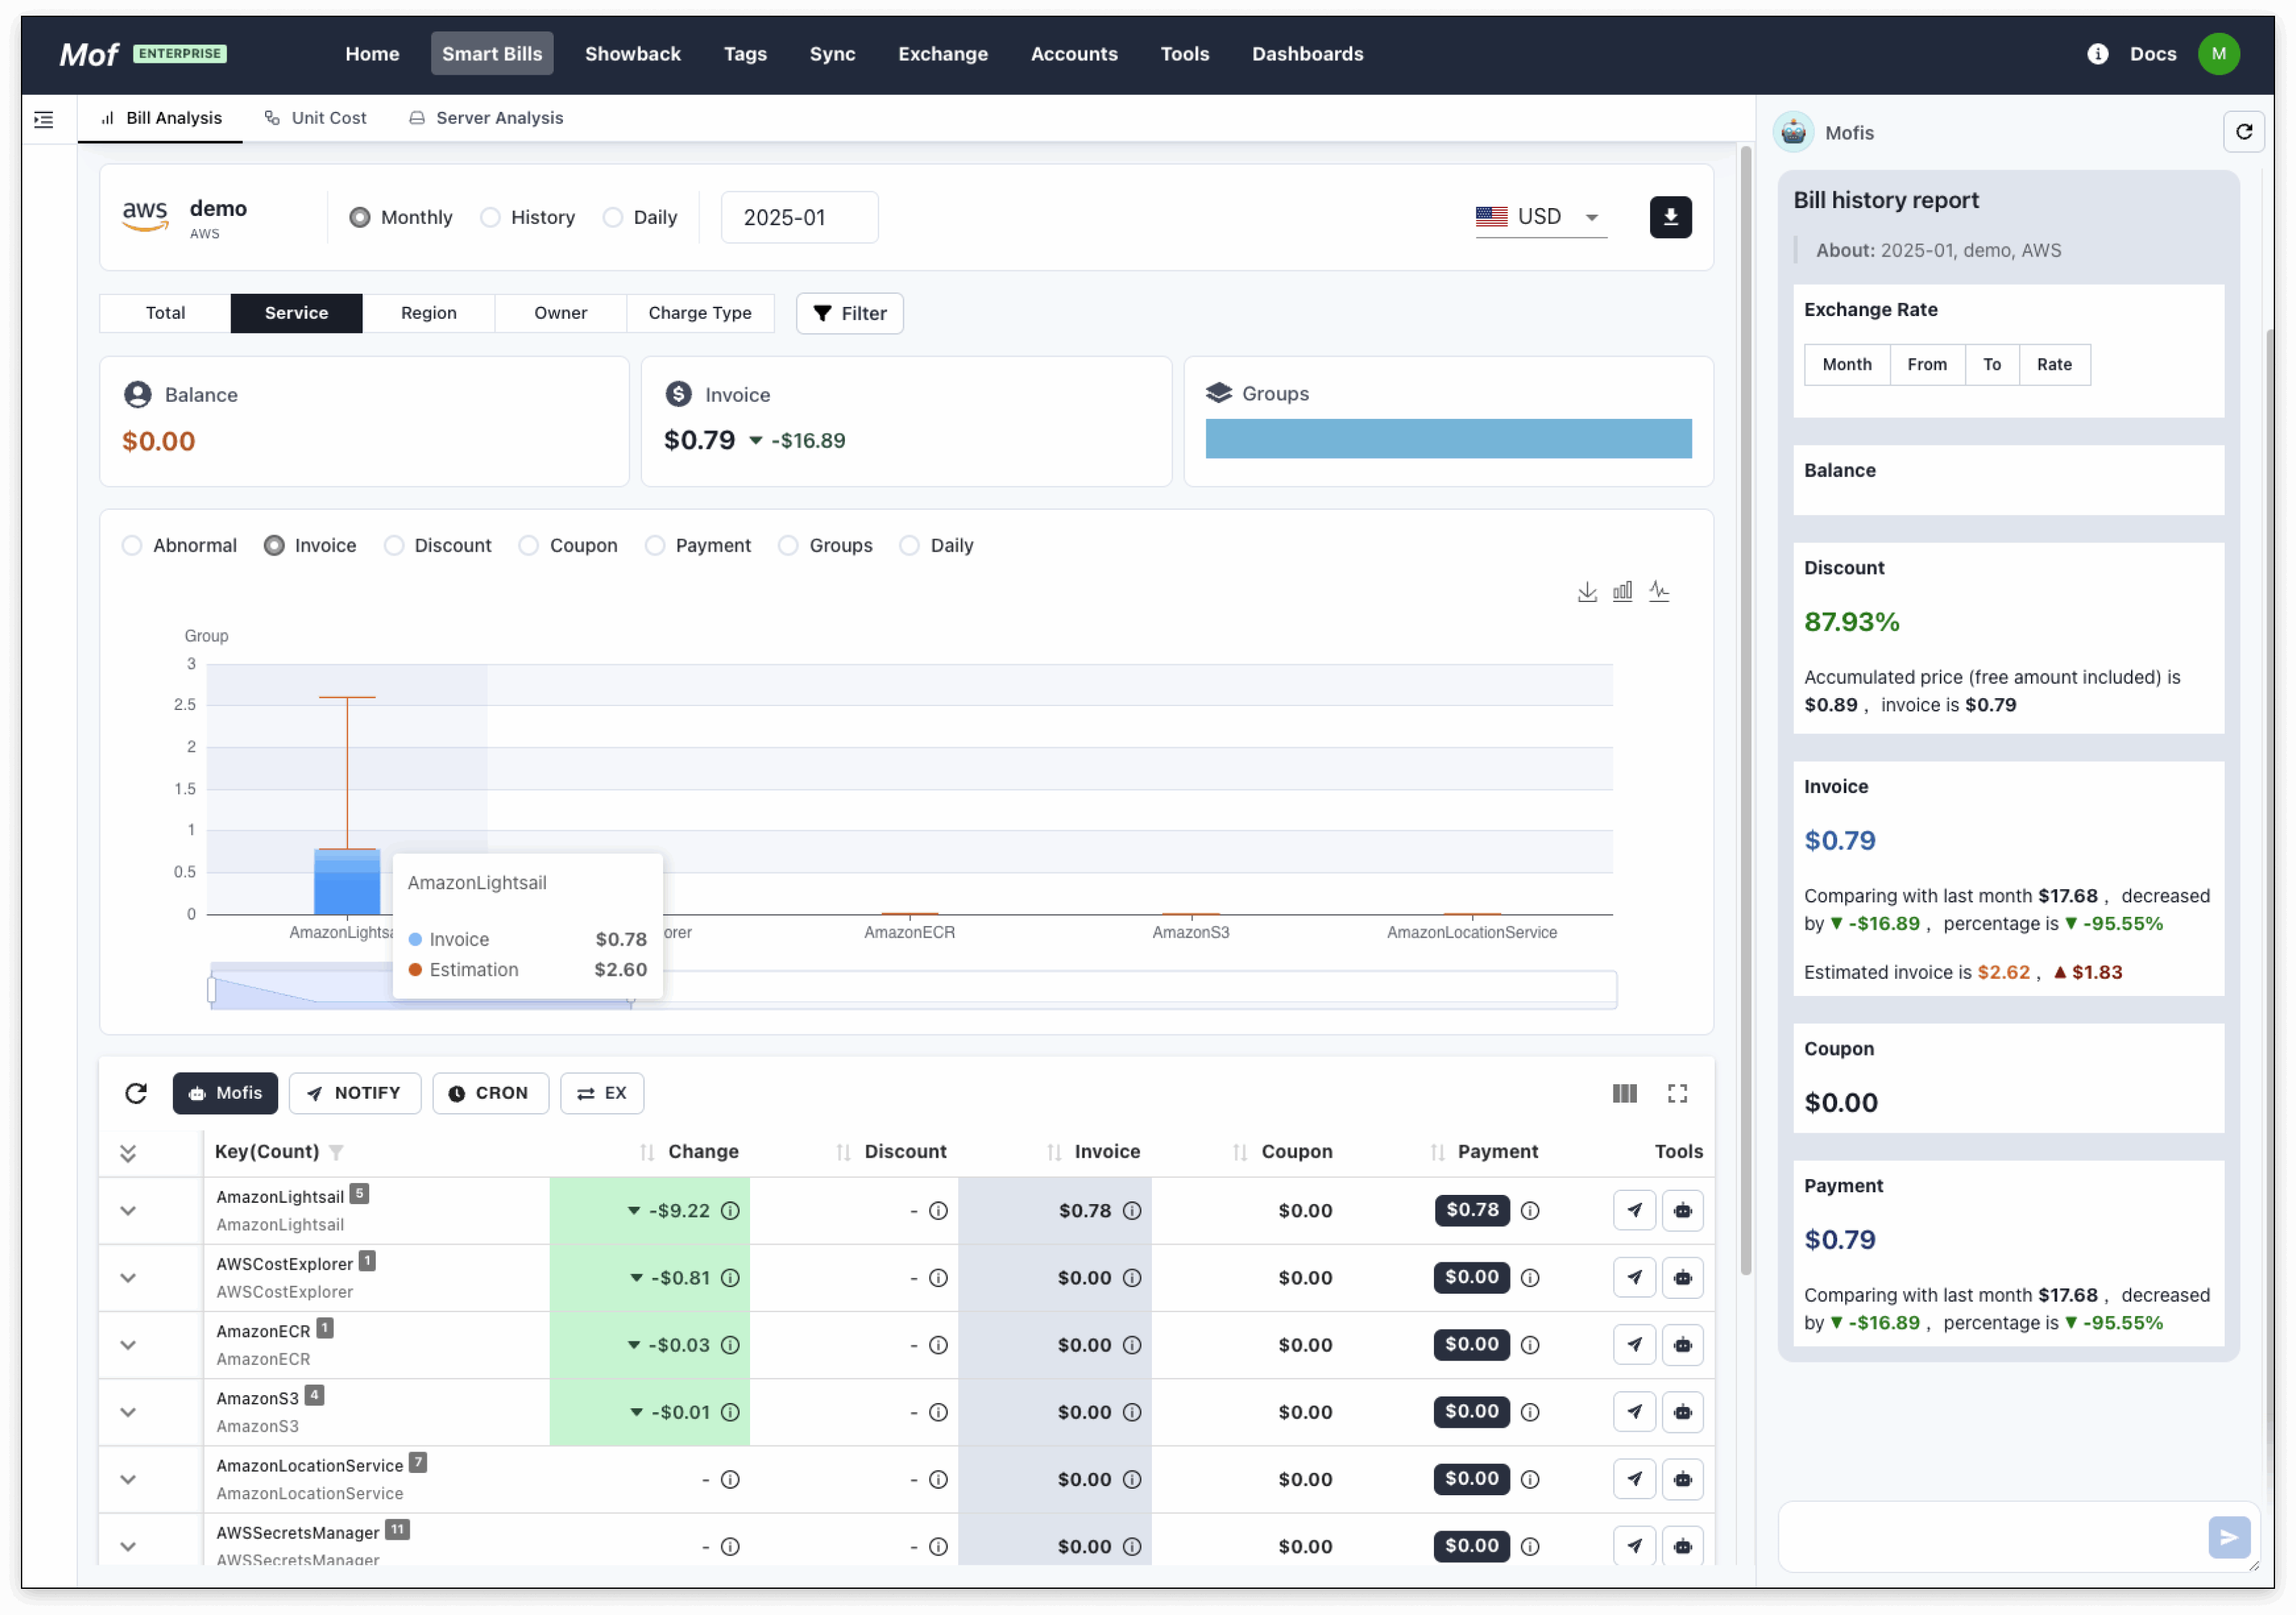 Mof ENTERPRISE Home Smart Bills Showback Tags Sync Exchange Accounts Tools Dashboards Docs M
Bill Analysis Unit Cost Server Analysis
aws demo
AWS
Monthly History Daily 2025-01 USD
Total Service Region Owner Charge Type Filter
Balance
$0.00
Invoice
$0.79 -$16.89
Groups
Abnormal Invoice Discount Coupon Payment Groups Daily
Group
3
2.5
2
1.5
1
0.5
0
AmazonLightsa orer AmazonECR AmazonS3 AmazonLocationService
AmazonLightsail
Invoice $0.78
Estimation $2.60
Mofis NOTIFY CRON EX
Key(Count) Change Discount Invoice Coupon Payment Tools
AmazonLightsail 5
AmazonLightsail
-$9.22 - $0.78 $0.00 $0.78
AWSCostExplorer 1
AWSCostExplorer
-$0.81 - $0.00 $0.00 $0.00
AmazonECR 1
AmazonECR
-$0.03 - $0.00 $0.00 $0.00
AmazonS3 4
AmazonS3
-$0.01 - $0.00 $0.00 $0.00
AmazonLocationService 7
AmazonLocationService
- - $0.00 $0.00 $0.00
AWSSecretsManager 11
AWSSecretsManager
- - $0.00 $0.00 $0.00
Mofis
Bill history report
About: 2025-01, demo, AWS
Exchange Rate
Month From To Rate
Balance
Discount
87.93%
Accumulated price (free amount included) is
$0.89 , invoice is $0.79
Invoice
$0.79
Comparing with last month $17.68 , decreased
by ▼ -$16.89 , percentage is ▼ -95.55%
Estimated invoice is $2.62 , ▲ $1.83
Coupon
$0.00
Payment
$0.79
Comparing with last month $17.68 , decreased
by ▼ -$16.89 , percentage is ▼ -95.55%